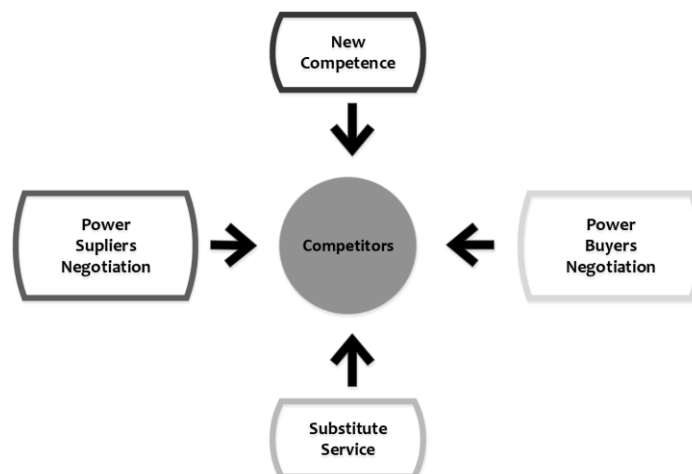 New
Competence
Power
Supliers
Negotiation
Competitors
Power
Buyers
Negotiation
Substitute
Service